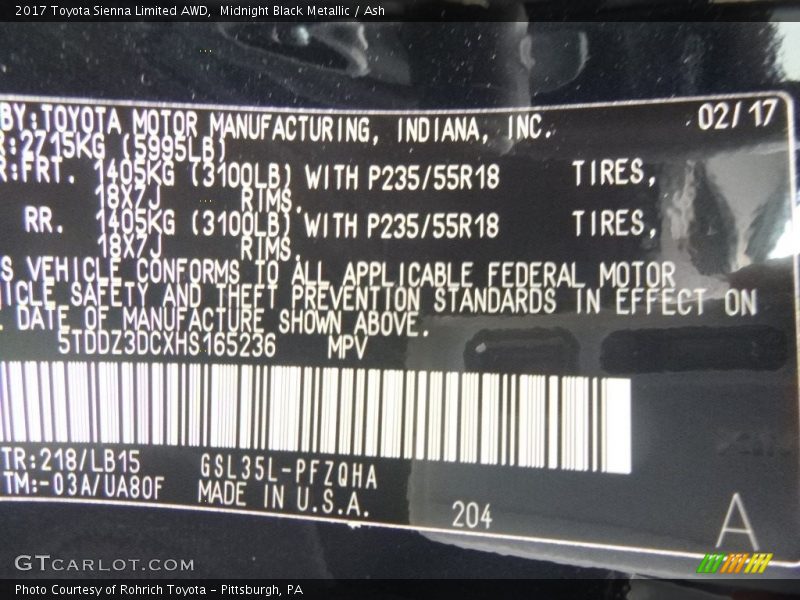 2017 Toyota Sienna Limited AWD,  Midnight Black Metallic / Ash
BY:TOYOTA MOTOR MANUFACTURING, INDIANA, INC. 02/17
R:2715KG (5995LB)
R:FRT. 1405KG (3100LB) WITH P235/55R18 TIRES,
18X7J RIMS.
RR. 1405KG (3100LB) WITH P235/55R18 TIRES,
18X7J RIMS.
S VEHICLE CONFORMS TO ALL APPLICABLE FEDERAL MOTOR
ICLE SAFETY AND THEFT PREVENTION STANDARDS IN EFFECT ON
DATE OF MANUFACTURE SHOWN ABOVE.
5TDDZ3DCXHS165236 MPV
TR:218/LB15 GSL35L-PFZQHA
TM:-03A/UA80F MADE IN U.S.A.
204
A
GTCARLOT.COM
Photo Courtesy of Rohrich Toyota - Pittsburgh, PA